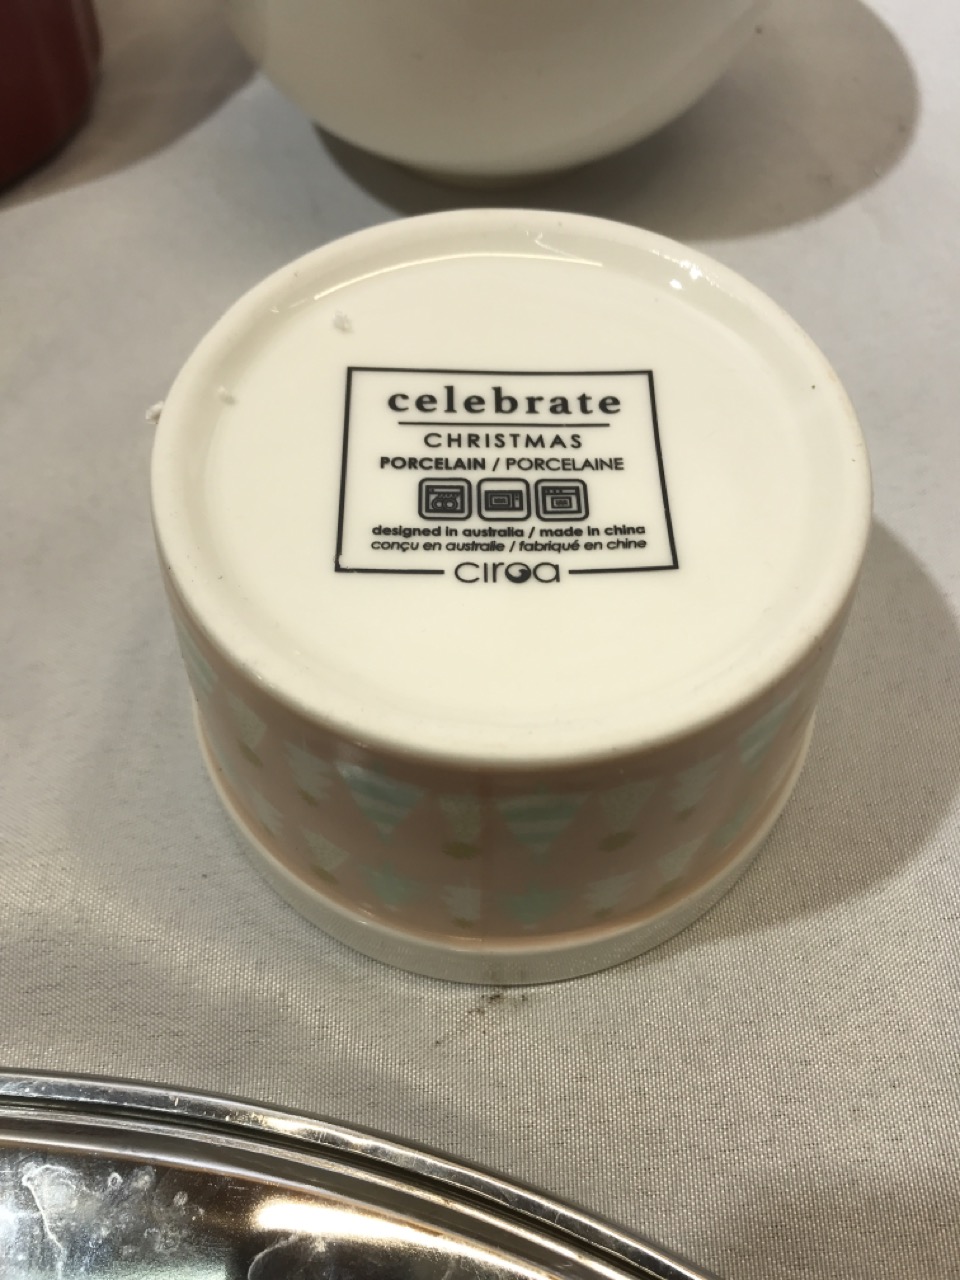 celebrate
CHRISTMAS
PORCELAIN / PORCELAINE
designed in australia / made in china
conçu en australie / fabriqué en chine
ciroa